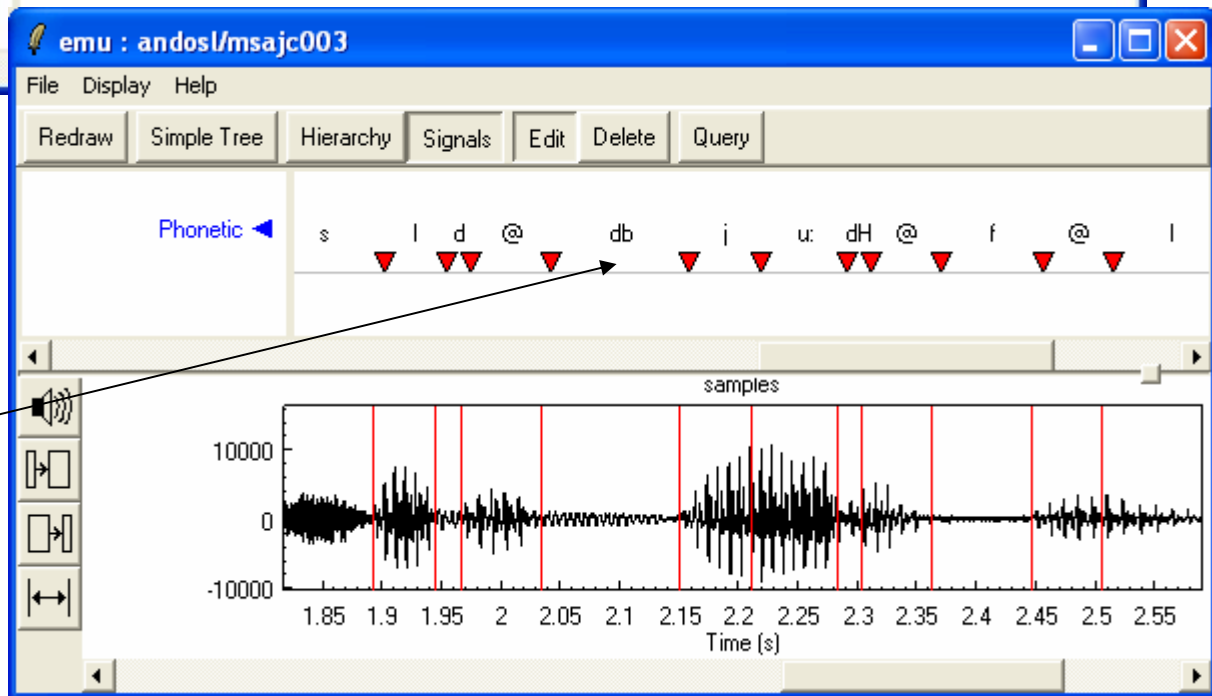 emu : andosl/msajc003
File Display Help
Redraw Simple Tree Hierarchy Signals Edit Delete Query
Phonetic s I d @ db j u: dH @ f @ l
samples
10000
0
-10000
1.85 1.9 1.95 2 2.05 2.1 2.15 2.2 2.25 2.3 2.35 2.4 2.45 2.5 2.55
Time (s)